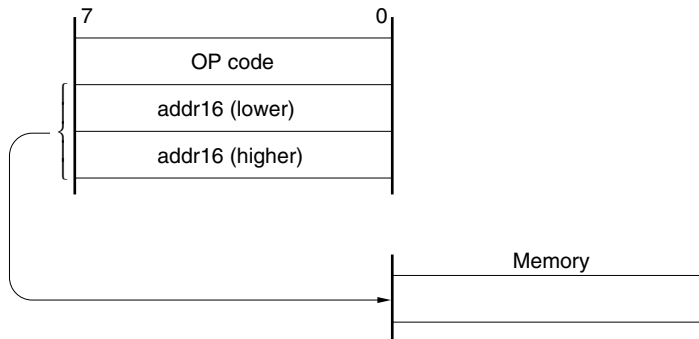 7 0
OP code
addr16 (lower)
addr16 (higher)
Memory